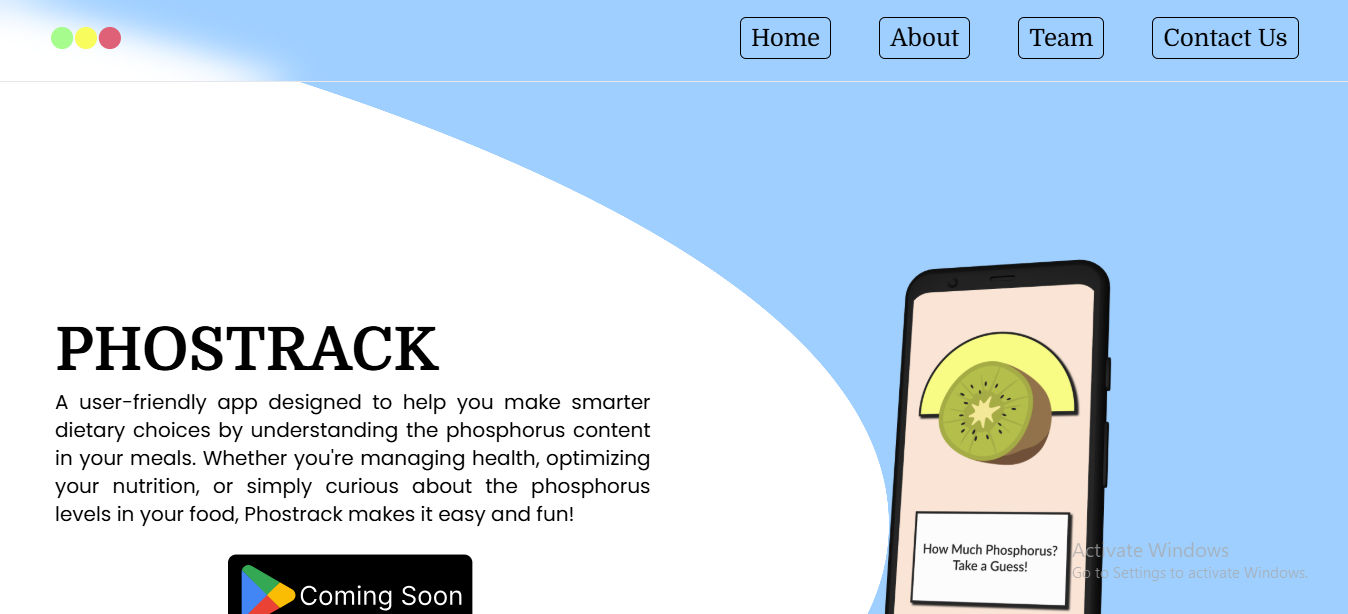 Home About Team Contact Us
PHOSTRACK
A user-friendly app designed to help you make smarter
dietary choices by understanding the phosphorus content
in your meals. Whether you're managing health, optimizing
your nutrition, or simply curious about the phosphorus
levels in your food, Phostrack makes it easy and fun!
Coming Soon
How Much Phosphorus?
Take a Guess!
Activate Windows
Go to Settings to activate Windows.